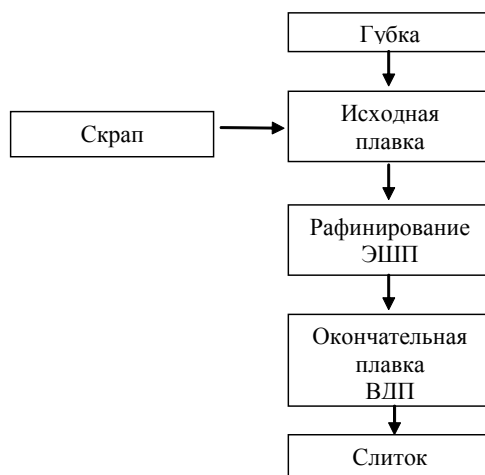 Губка
Скрап
Исходная
плавка
Рафинирование
ЭШП
Окончательная
плавка
ВДП
Слиток